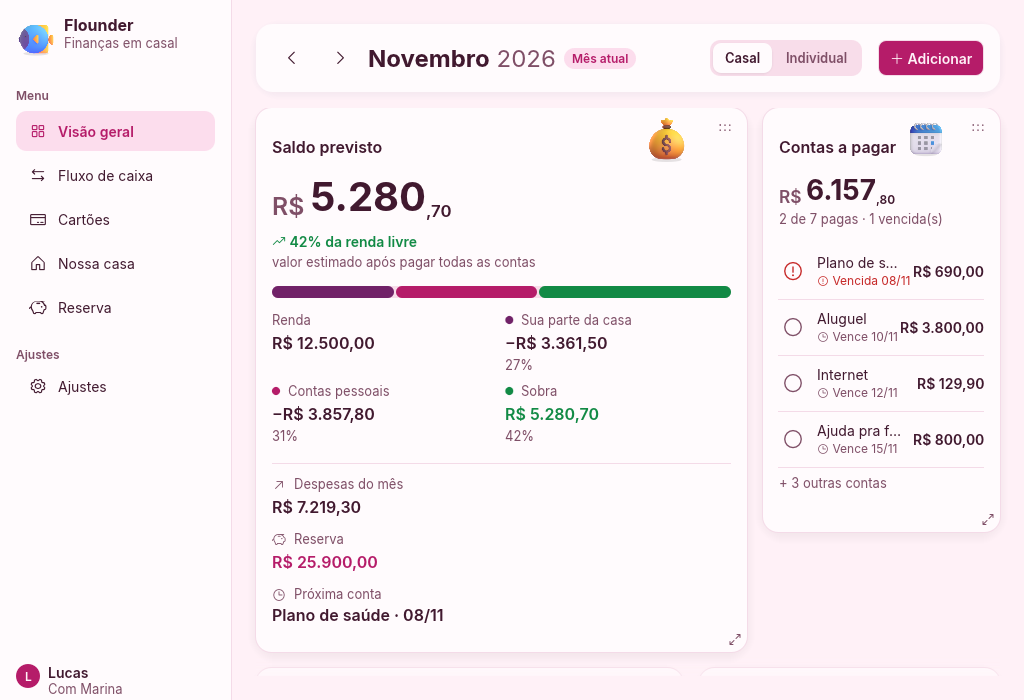 Flounder
Finanças em casal
Menu
Visão geral
Fluxo de caixa
Cartões
Nossa casa
Reserva
Ajustes
Ajustes
L
Lucas
Com Marina
Novembro 2026 Mês atual
Casal Individual
Adicionar
Saldo previsto
R$ 5.280,70
42% da renda livre
valor estimado após pagar todas as contas
Renda
R$ 12.500,00
Sua parte da casa
−R$ 3.361,50
27%
Contas pessoais
−R$ 3.857,80
31%
Sobra
R$ 5.280,70
42%
Despesas do mês
R$ 7.219,30
Reserva
R$ 25.900,00
Próxima conta
Plano de saúde · 08/11
Contas a pagar
R$ 6.157,80
2 de 7 pagas · 1 vencida(s)
Plano de s... R$ 690,00
Vencida 08/11
Aluguel R$ 3.800,00
Vence 10/11
Internet R$ 129,90
Vence 12/11
Ajuda pra f... R$ 800,00
Vence 15/11
+ 3 outras contas